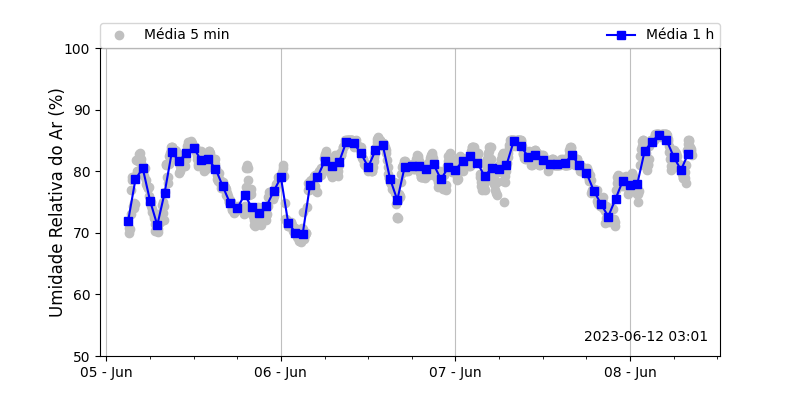 Média 5 min
Média 1 h
Umidade Relativa do Ar (%)
100
90
80
70
60
50
2023-06-12 03:01
05 - Jun
06 - Jun
07 - Jun
08 - Jun